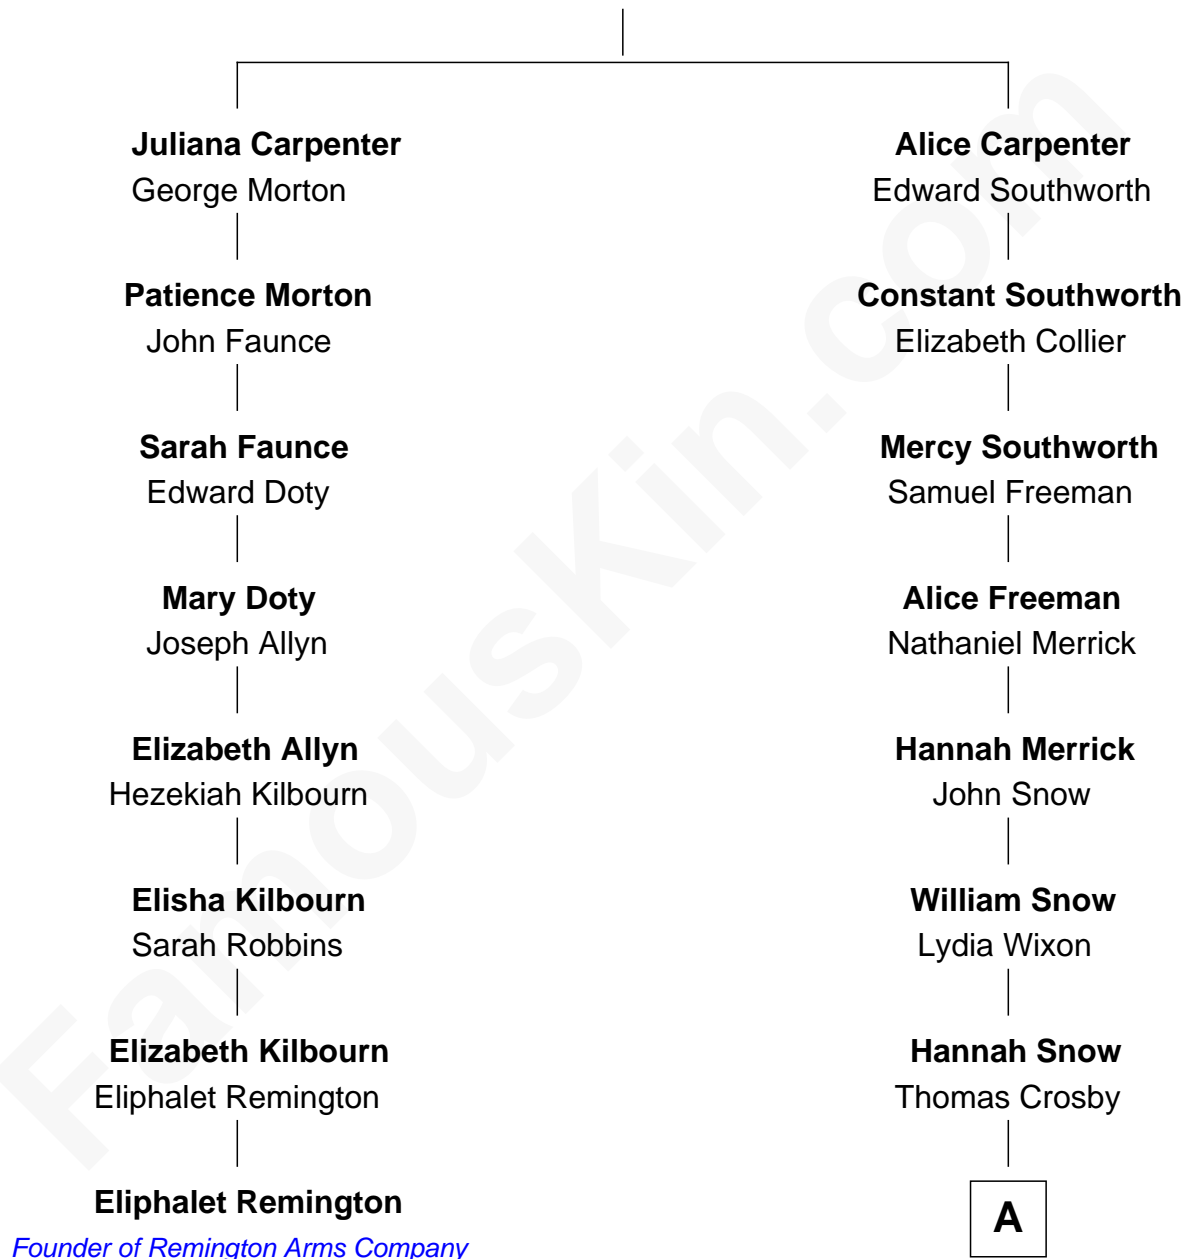 Juliana Carpenter
George Morton
Patience Morton
John Faunce
Sarah Faunce
Edward Doty
Mary Doty
Joseph Allyn
Elizabeth Allyn
Hezekiah Kilbourn
Elisha Kilbourn
Sarah Robbins
Elizabeth Kilbourn
Eliphalet Remington
Eliphalet Remington
Founder of Remington Arms Company
Alice Carpenter
Edward Southworth
Constant Southworth
Elizabeth Collier
Mercy Southworth
Samuel Freeman
Alice Freeman
Nathaniel Merrick
Hannah Merrick
John Snow
William Snow
Lydia Wixon
Hannah Snow
Thomas Crosby
A
FamousKin.com